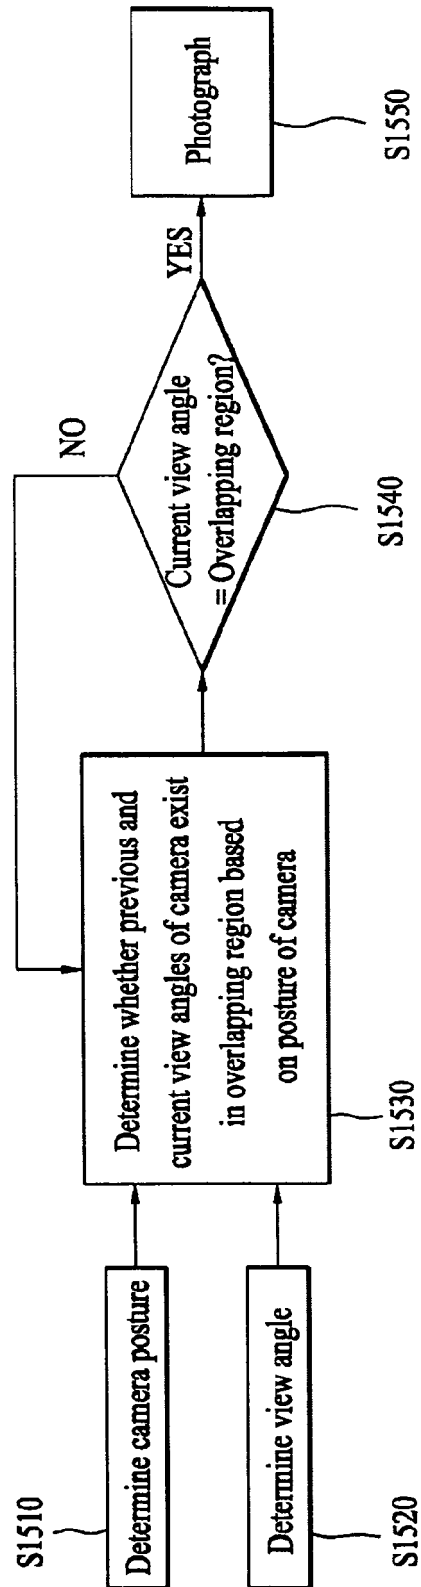 S1510
Determine camera posture
Determine view angle
S1520
Determine whether previous and
current view angles of camera exist
in overlapping region based
on posture of camera
S1530
NO
Current view angle
= Overlapping region?
S1540
YES
Photograph
S1550